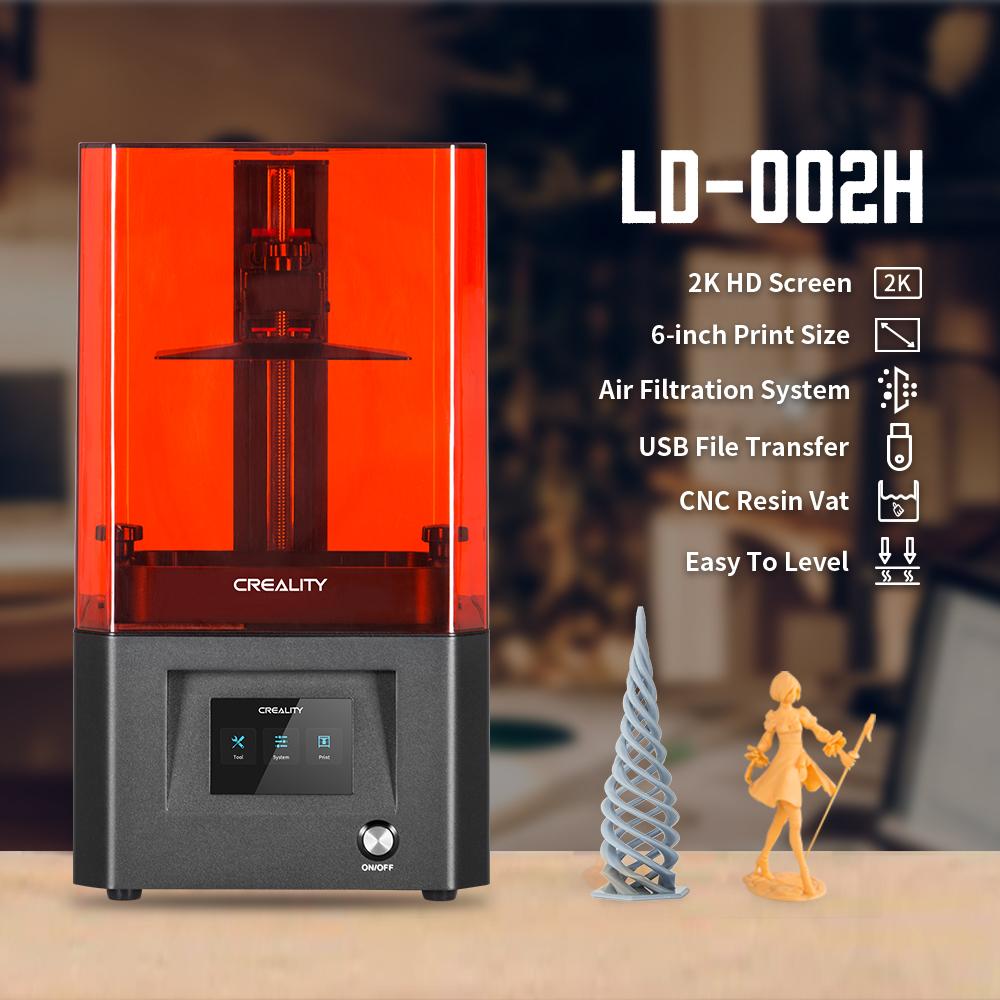 LD-002H
2K HD Screen 2K
6-inch Print Size
Air Filtration System
USB File Transfer
CNC Resin Vat
Easy To Level
CREALITY
CREALITY
Tool System Print
ON/OFF